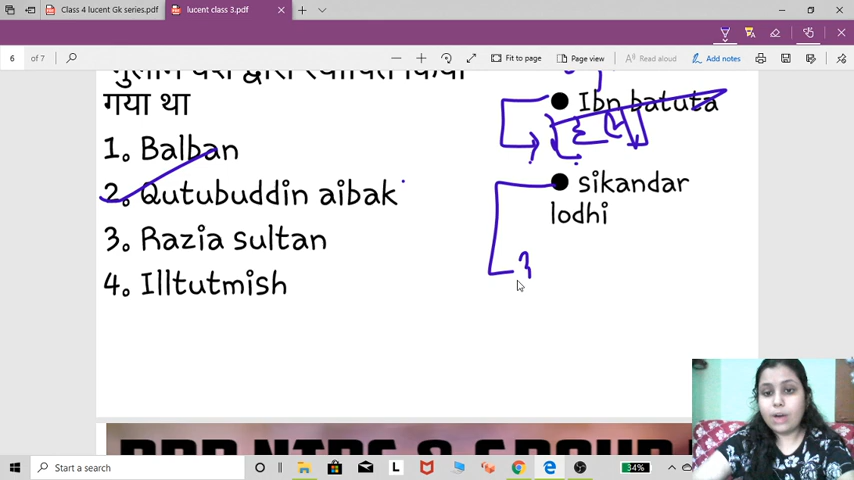 Class 4 lucent Gk series.pdf
lucent class 3.pdf
6 of 7
Fit to page
Page view
Read aloud
Add notes
गया था
1. Balban
2. Qutubuddin aibak
3. Razia sultan
4. Illtutmish
Ibn batuta
sikandar
lodhi
Start a search
34%